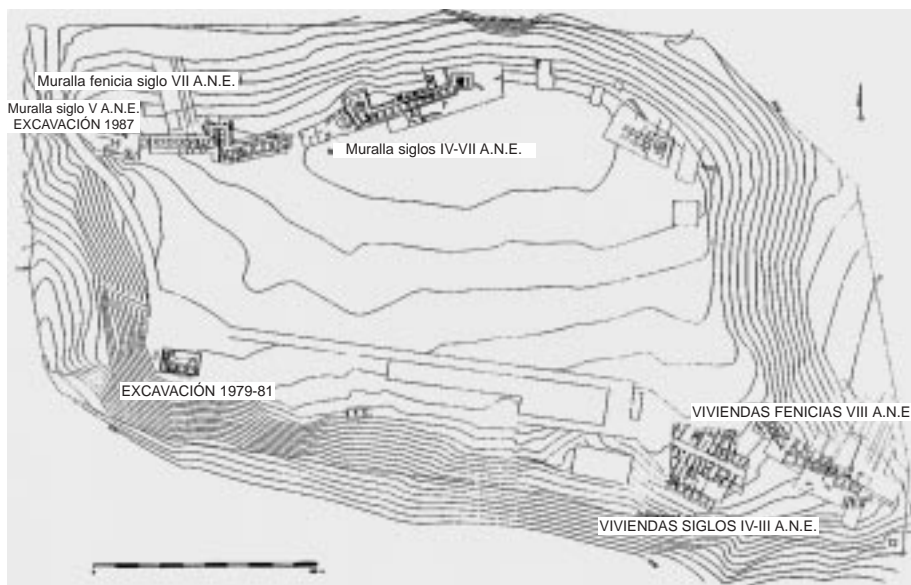 Muralla fenicia siglo VII A.N.E.
Muralla siglo V A.N.E.
EXCAVACIÓN 1987
Muralla siglos IV-VII A.N.E.
EXCAVACIÓN 1979-81
VIVIENDAS FENICIAS VIII A.N.E
VIVIENDAS SIGLOS IV-III A.N.E.